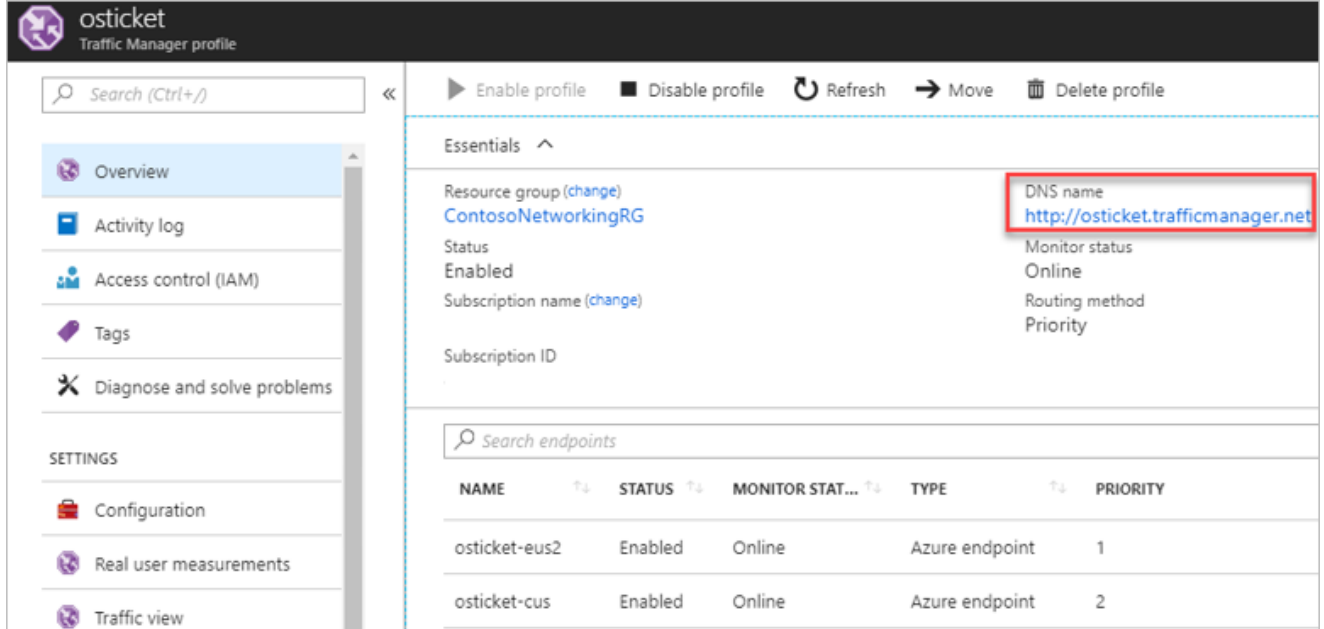 osticket
Traffic Manager profile
Search (Ctrl+/)
Overview
Activity log
Access control (IAM)
Tags
Diagnose and solve problems
SETTINGS
Configuration
Real user measurements
Traffic view
Enable profile Disable profile Refresh Move Delete profile
Essentials
Resource group (change)
ContosoNetworkingRG
Status
Enabled
Subscription name (change)
Subscription ID
DNS name
http://osticket.trafficmanager.net
Monitor status
Online
Routing method
Priority
Search endpoints
NAME STATUS MONITOR STAT... TYPE PRIORITY
osticket-eus2 Enabled Online Azure endpoint 1
osticket-cus Enabled Online Azure endpoint 2